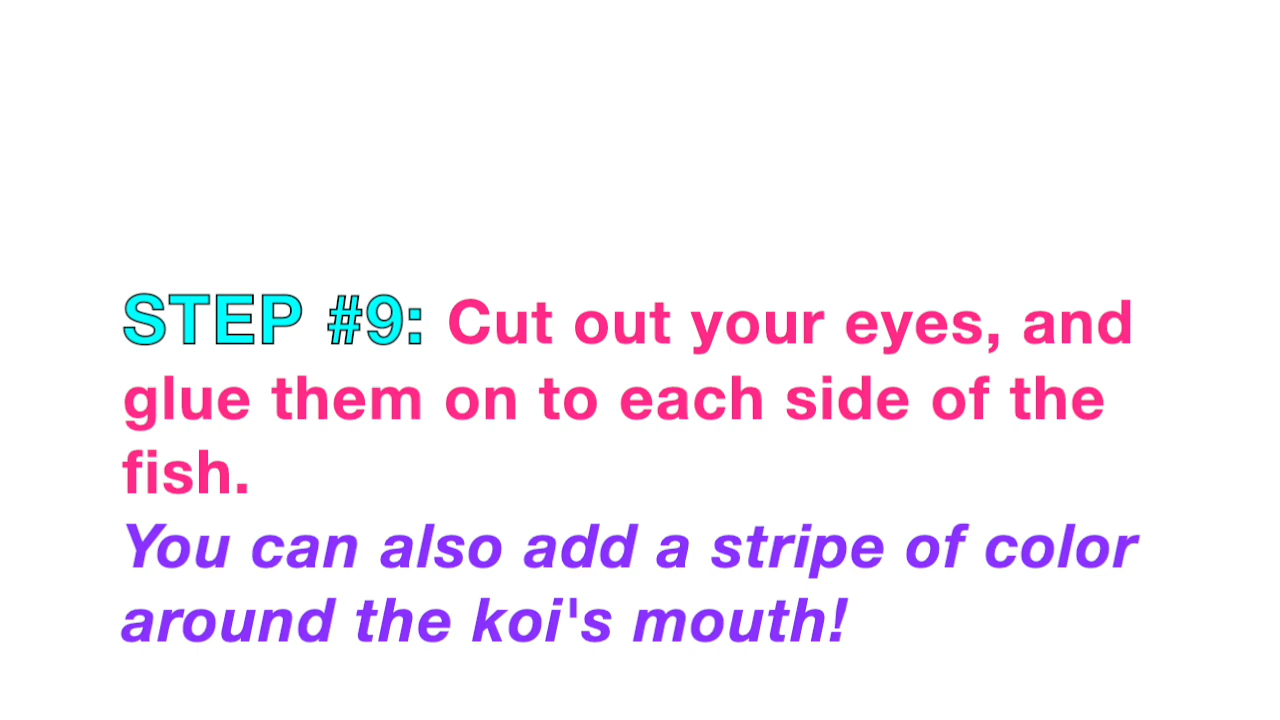 STEP #9: Cut out your eyes, and
glue them on to each side of the
fish.
You can also add a stripe of color
around the koi's mouth!